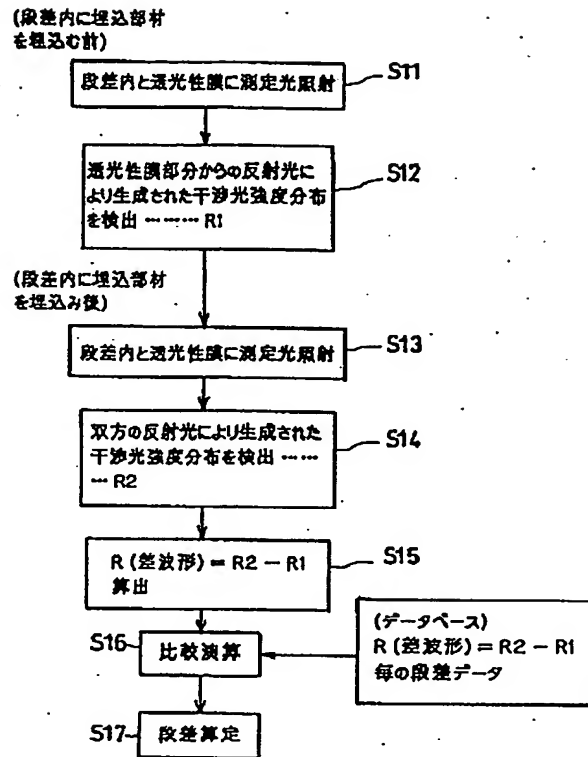 (段差内に埋込部材
を埋込む前)
段差内と透光性膜に測定光照射
S11
透光性膜部分からの反射光に
より生成された干渉光強度分布
を検出 ……… R1
S12
(段差内に埋込部材
を埋込み後)
段差内と透光性膜に測定光照射
S13
双方の反射光により生成された
干渉光強度分布を検出 ……
… R2
S14
R (差波形) = R2 − R1
算出
S15
S16
比較演算
(データベース)
R (差波形) = R2 − R1
毎の段差データ
S17
段差算定